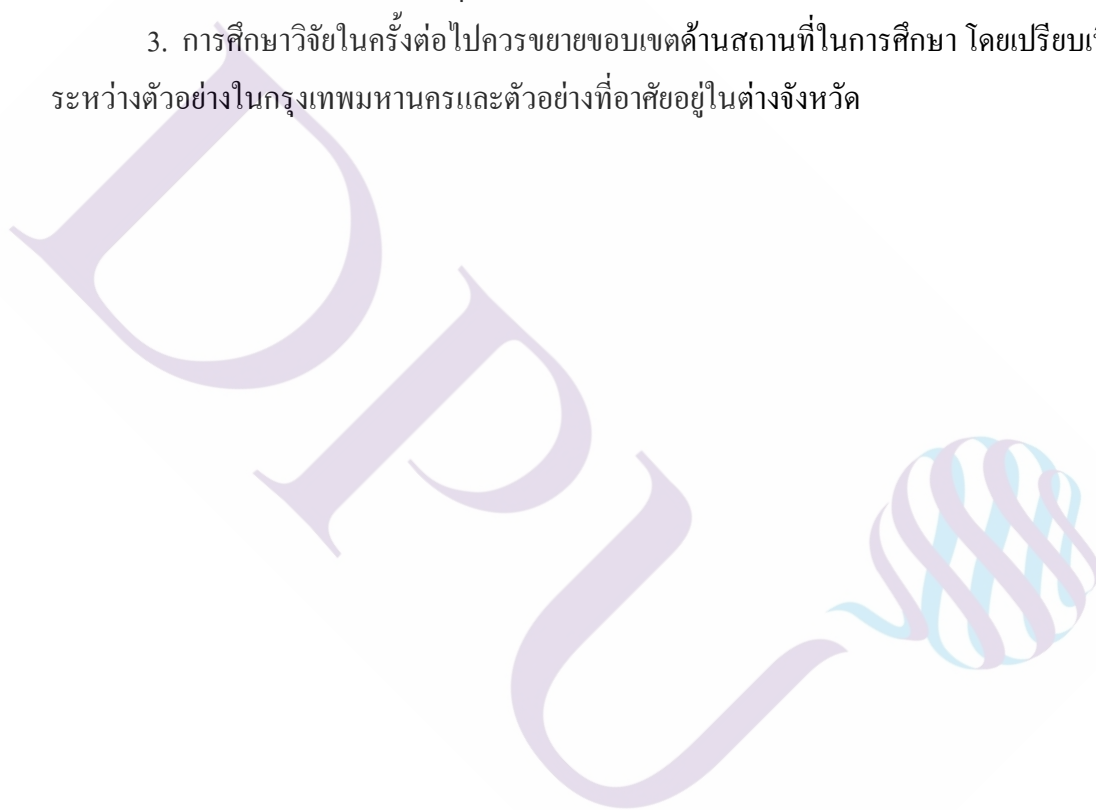 3. การศึกษาวิจัยในครั้งต่อไปควรขยายขอบเขตด้านสถานที่ในการศึกษา โดย
ระหว่างตัวอย่างในกรุงเทพมหานครและตัวอย่างที่อาศัยอยู่ในต่างจังหวัด
DPU